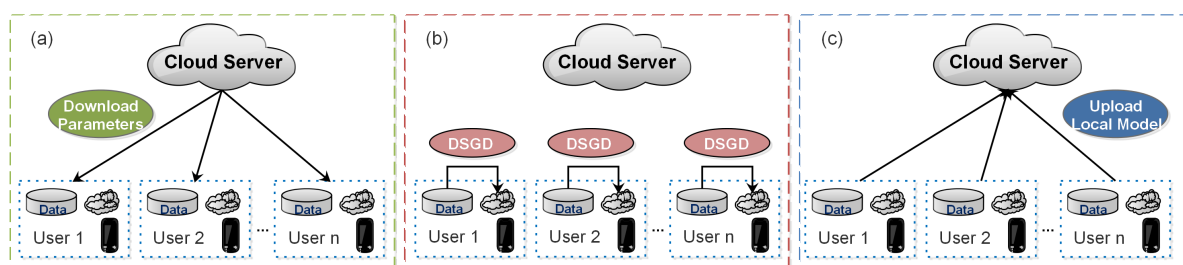 (a)
Cloud Server
Download
Parameters
Data
User 1
Data
User 2
...
Data
User n
(b)
Cloud Server
DSGD
DSGD
DSGD
Data
User 1
Data
User 2
...
Data
User n
(c)
Cloud Server
Upload
Local Model
Data
User 1
Data
User 2
...
Data
User n